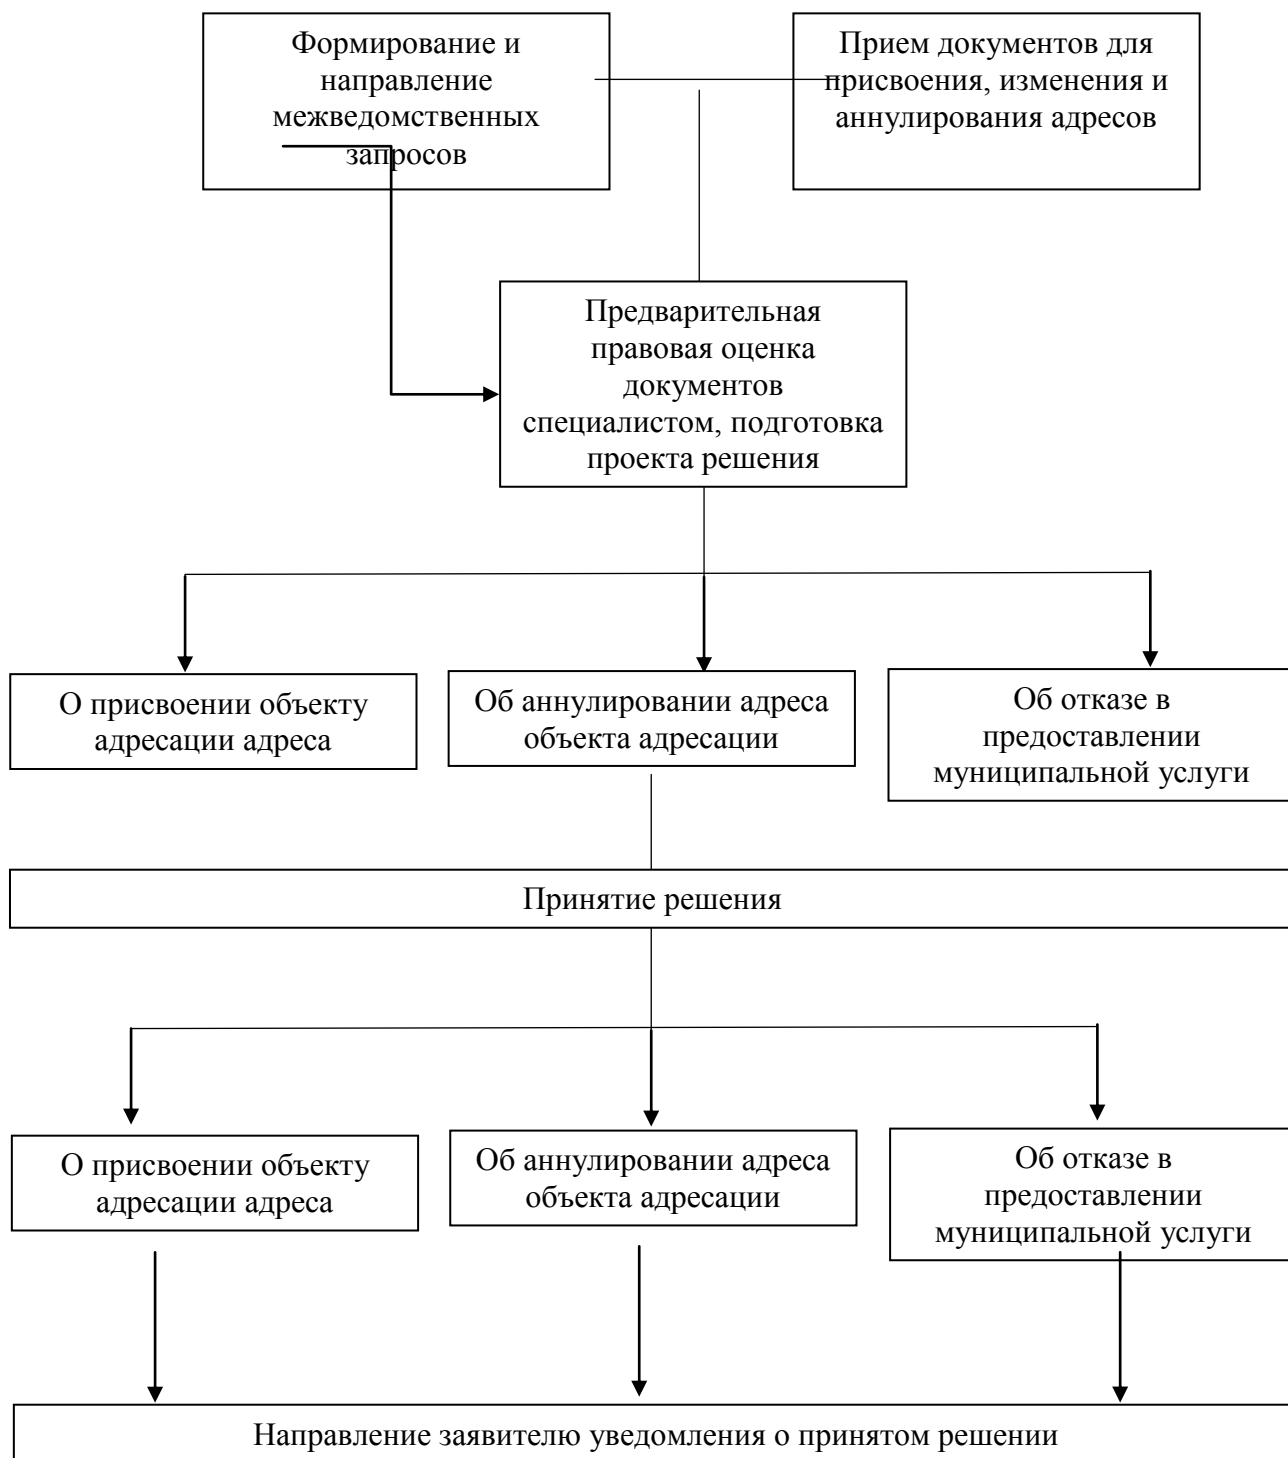 Формирование и
направление
межведомственных
запросов
Прием документов для
присвоения, изменения и
аннулирования адресов
Предварительная
правовая оценка
документов
специалистом, подготовка
проекта решения
О присвоении объекту
адресации адреса
Об аннулировании адреса
объекта адресации
Об отказе в
предоставлении
муниципальной услуги
Принятие решения
О присвоении объекту
адресации адреса
Об аннулировании адреса
объекта адресации
Об отказе в
предоставлении
муниципальной услуги
Направление заявителю уведомления о принятом решении